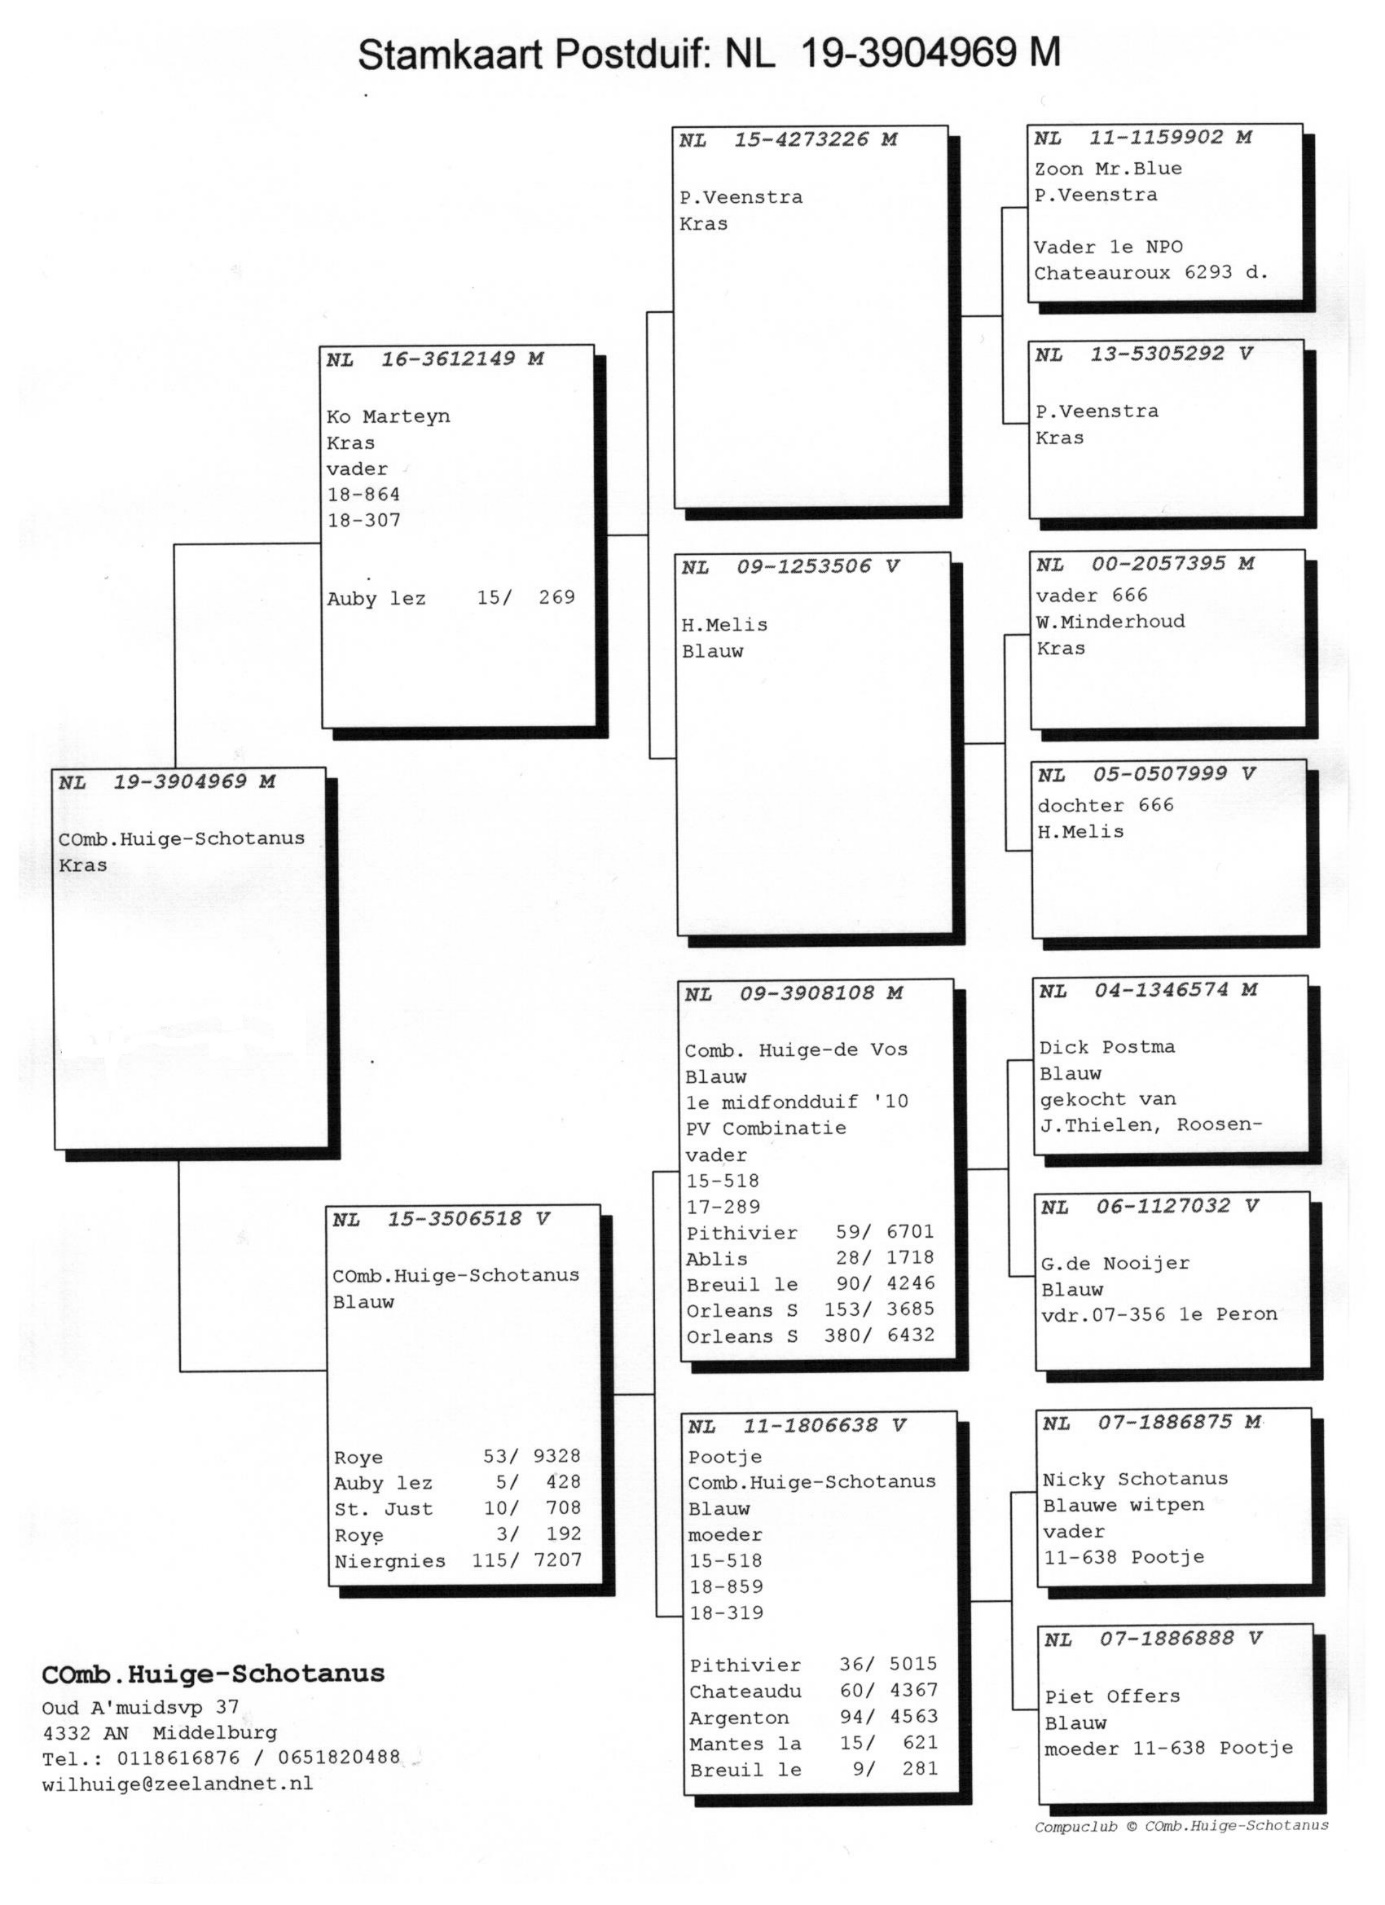 Stamkaart Postduif: NL 19-3904969 M
NL 19-3904969 M
COmb.Huige-Schotanus
Kras
NL 16-3612149 M
Ko Marteyn
Kras
vader
18-864
18-307
Auby lez 15/ 269
NL 15-3506518 V
COmb.Huige-Schotanus
Blauw
Roye 53/ 9328
Auby lez 5/ 428
St. Just 10/ 708
Roye 3/ 192
Niergnies 115/ 7207
NL 15-4273226 M
P.Veenstra
Kras
NL 09-1253506 V
H.Melis
Blauw
NL 09-3908108 M
Comb. Huige-de Vos
Blauw
1e midfondduif '10
PV Combinatie
vader
15-518
17-289
Pithivier 59/ 6701
Ablis 28/ 1718
Breuil le 90/ 4246
Orleans S 153/ 3685
Orleans S 380/ 6432
NL 11-1806638 V
Pootje
Comb.Huige-Schotanus
Blauw
moeder
15-518
18-859
18-319
Pithivier 36/ 5015
Chateaudu 60/ 4367
Argenton 94/ 4563
Mantes la 15/ 621
Breuil le 9/ 281
NL 11-1159902 M
Zoon Mr.Blue
P.Veenstra
Vader 1e NPO
Chateauroux 6293 d.
NL 13-5305292 V
P.Veenstra
Kras
NL 00-2057395 M
vader 666
W.Minderhoud
Kras
NL 05-0507999 V
dochter 666
H.Melis
NL 04-1346574 M
Dick Postma
Blauw
gekocht van
J.Thielen, Roosen-
NL 06-1127032 V
G.de Nooijer
Blauw
vdr.07-356 1e Peron
NL 07-1886875 M
Nicky Schotanus
Blauwe witpen
vader
11-638 Pootje
NL 07-1886888 V
Piet Offers
Blauw
moeder 11-638 Pootje
COmb.Huige-Schotanus
Oud A'muidsvp 37
4332 AN Middelburg
Tel.: 0118616876 / 0651820488
wilhuige@zeelandnet.nl
Compuclub © COmb.Huige-Schotanus